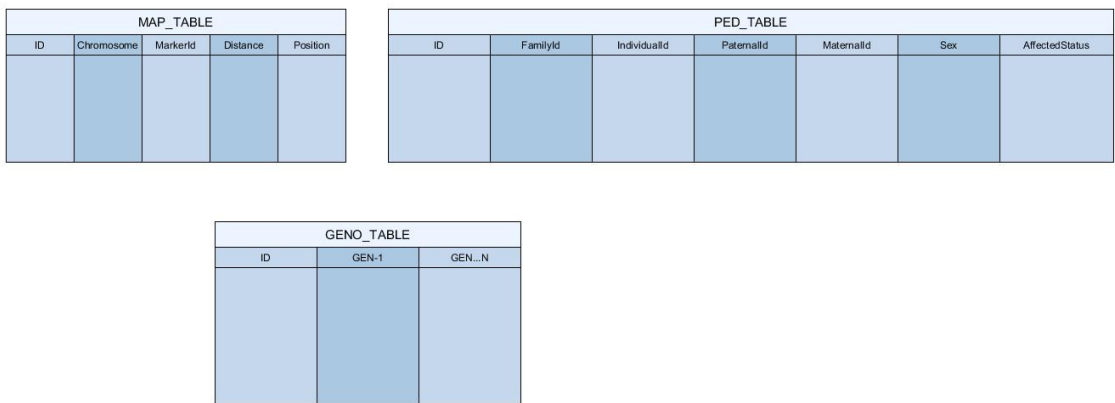 MAP_TABLE
ID Chromosome MarkerId Distance Position
PED_TABLE
ID FamilyId IndividualId PaternalId MaternalId Sex AffectedStatus
GENO_TABLE
ID GEN-1 GEN...N